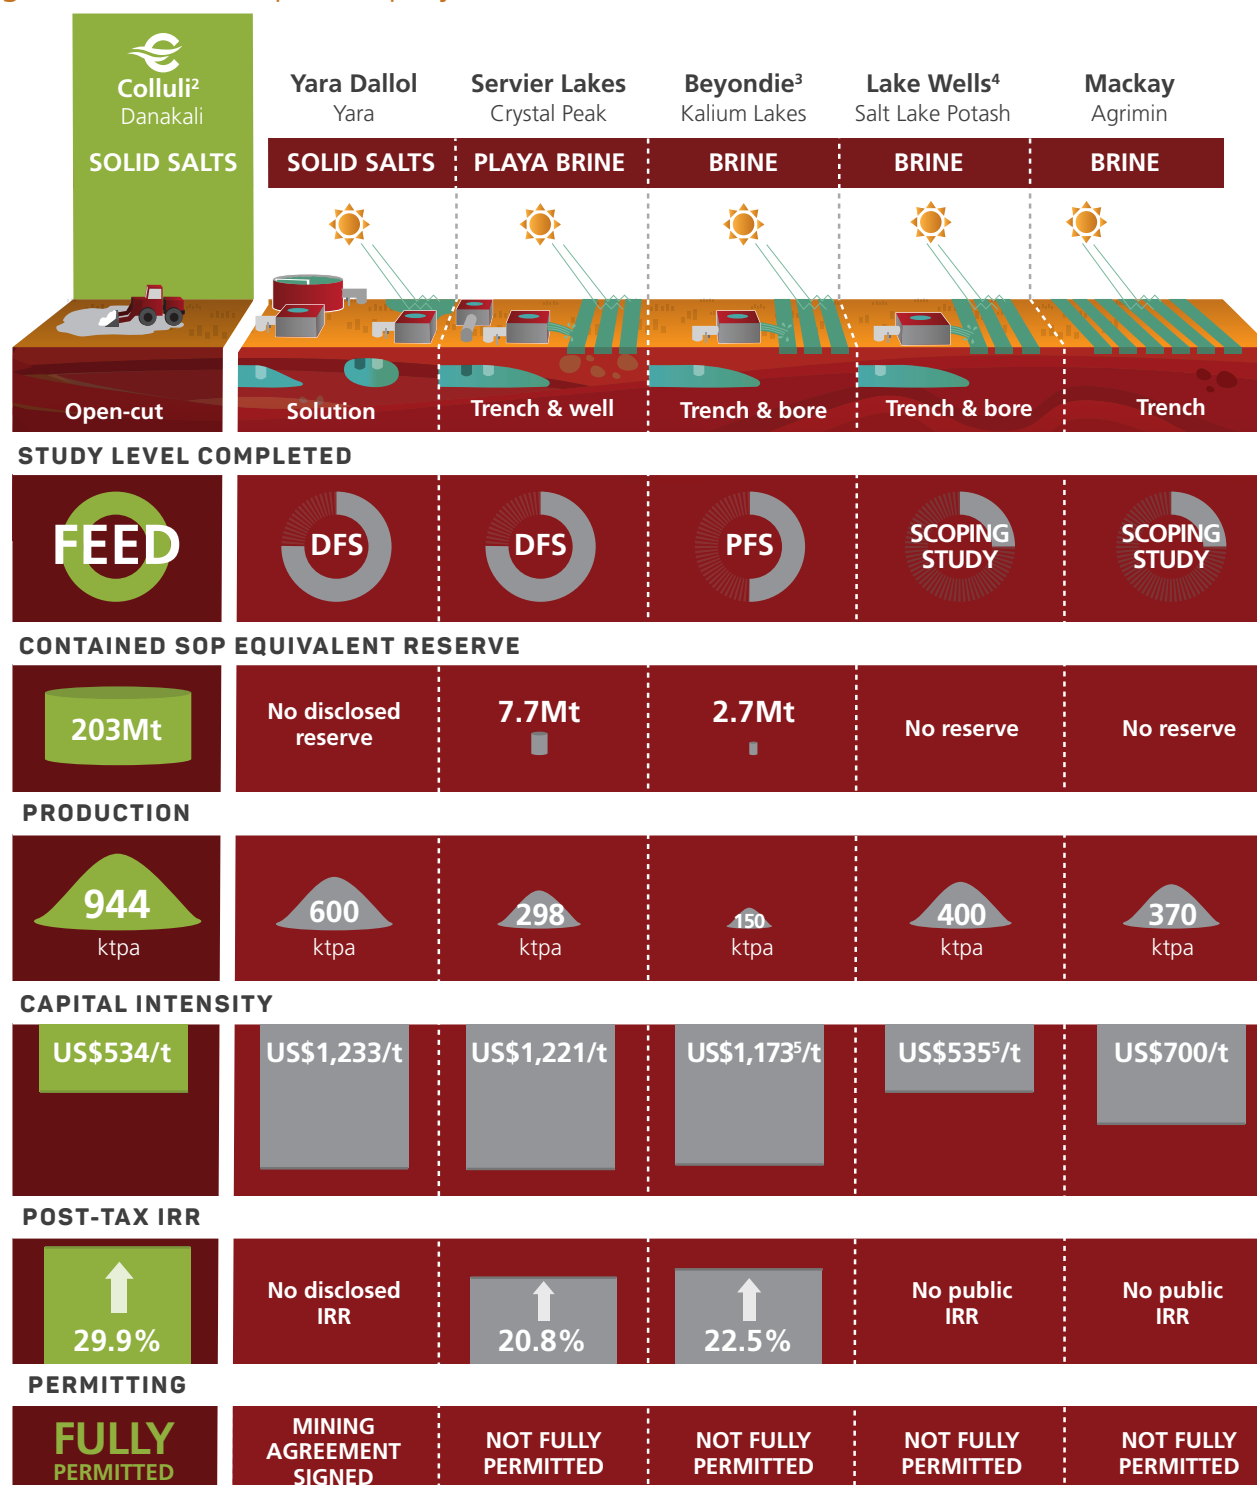 Colluli²
Danakali
SOLID SALTS
Yara Dallol
Yara
SOLID SALTS
Servier Lakes
Crystal Peak
PLAYA BRINE
Beyondie³
Kalium Lakes
BRINE
Lake Wells⁴
Salt Lake Potash
BRINE
Mackay
Agrimin
BRINE
Open-cut
Solution
Trench & well
Trench & bore
Trench & bore
Trench
STUDY LEVEL COMPLETED
FEED
DFS
DFS
PFS
SCOPING
STUDY
SCOPING
STUDY
CONTAINED SOP EQUIVALENT RESERVE
203Mt
No disclosed
reserve
7.7Mt
2.7Mt
No reserve
No reserve
PRODUCTION
944
ktpa
600
ktpa
298
ktpa
150
ktpa
400
ktpa
370
ktpa
CAPITAL INTENSITY
US$534/t
US$1,233/t
US$1,221/t
US$1,173⁵/t
US$535⁵/t
US$700/t
POST-TAX IRR
29.9%
No disclosed
IRR
20.8%
22.5%
No public
IRR
No public
IRR
PERMITTING
FULLY
PERMITTED
MINING
AGREEMENT
SIGNED
NOT FULLY
PERMITTED
NOT FULLY
PERMITTED
NOT FULLY
PERMITTED
NOT FULLY
PERMITTED